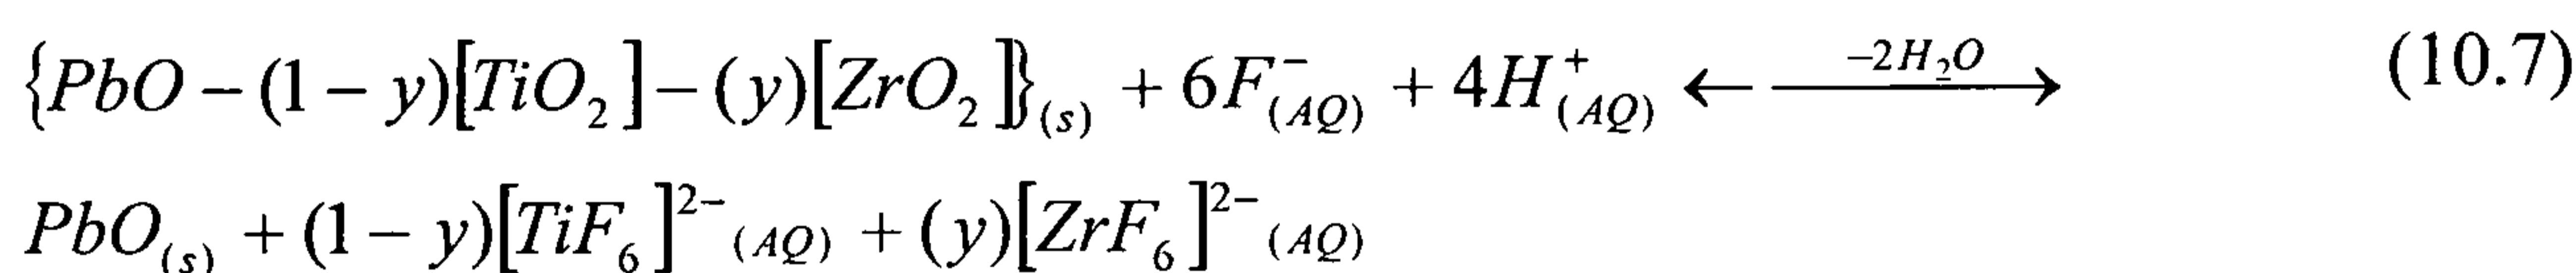 {PbO – (1 – y)[TiO₂] – (y)[ZrO₂]}₍ₛ₎ + 6F⁻₍AQ₎ + 4H⁺₍AQ₎ ←—–2H₂O—→ (10.7)
PbO₍ₛ₎ + (1 – y)[TiF₆]²⁻₍AQ₎ + (y)[ZrF₆]²⁻₍AQ₎